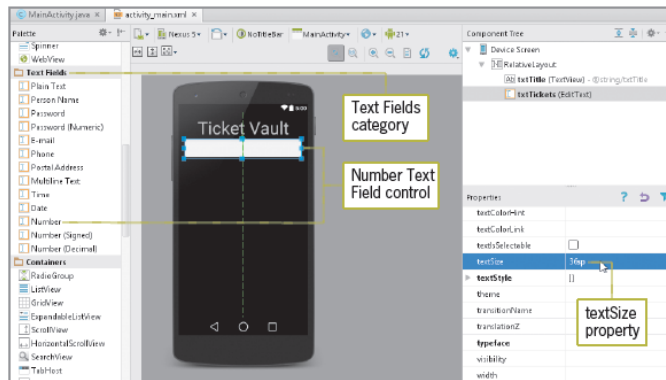 MainActivity.java ×
activity_main.xml ×
Palette
Spinner
WebView
Text Fields
Plain Text
Person Name
Password
Password (Numeric)
E-mail
Phone
Postal Address
Multiline Text
Time
Date
Number
Number (Signed)
Number (Decimal)
Containers
RadioGroup
ListView
GridView
ExpandableListView
ScrollView
HorizontalScrollView
SearchView
TabHost
Nexus 5
NoTitleBar
MainActivity
21
Ticket Vault
Text Fields
category
Number Text
Field control
Component Tree
Device Screen
RelativeLayout
txtTitle (TextView) - @string/txtTitle
txtTickets (EditText)
Properties
textColorHint
textColorLink
textIsSelectable
textSize 36sp
textStyle []
theme
transitionName
translationZ
typeface
visibility
width
textSize
property